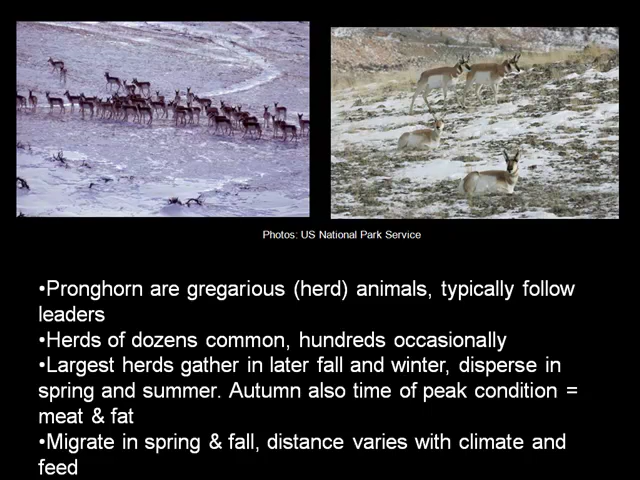 Photos: US National Park Service
•Pronghorn are gregarious (herd) animals, typically follow
leaders
•Herds of dozens common, hundreds occasionally
•Largest herds gather in later fall and winter, disperse in
spring and summer. Autumn also time of peak condition =
meat & fat
•Migrate in spring & fall, distance varies with climate and
feed